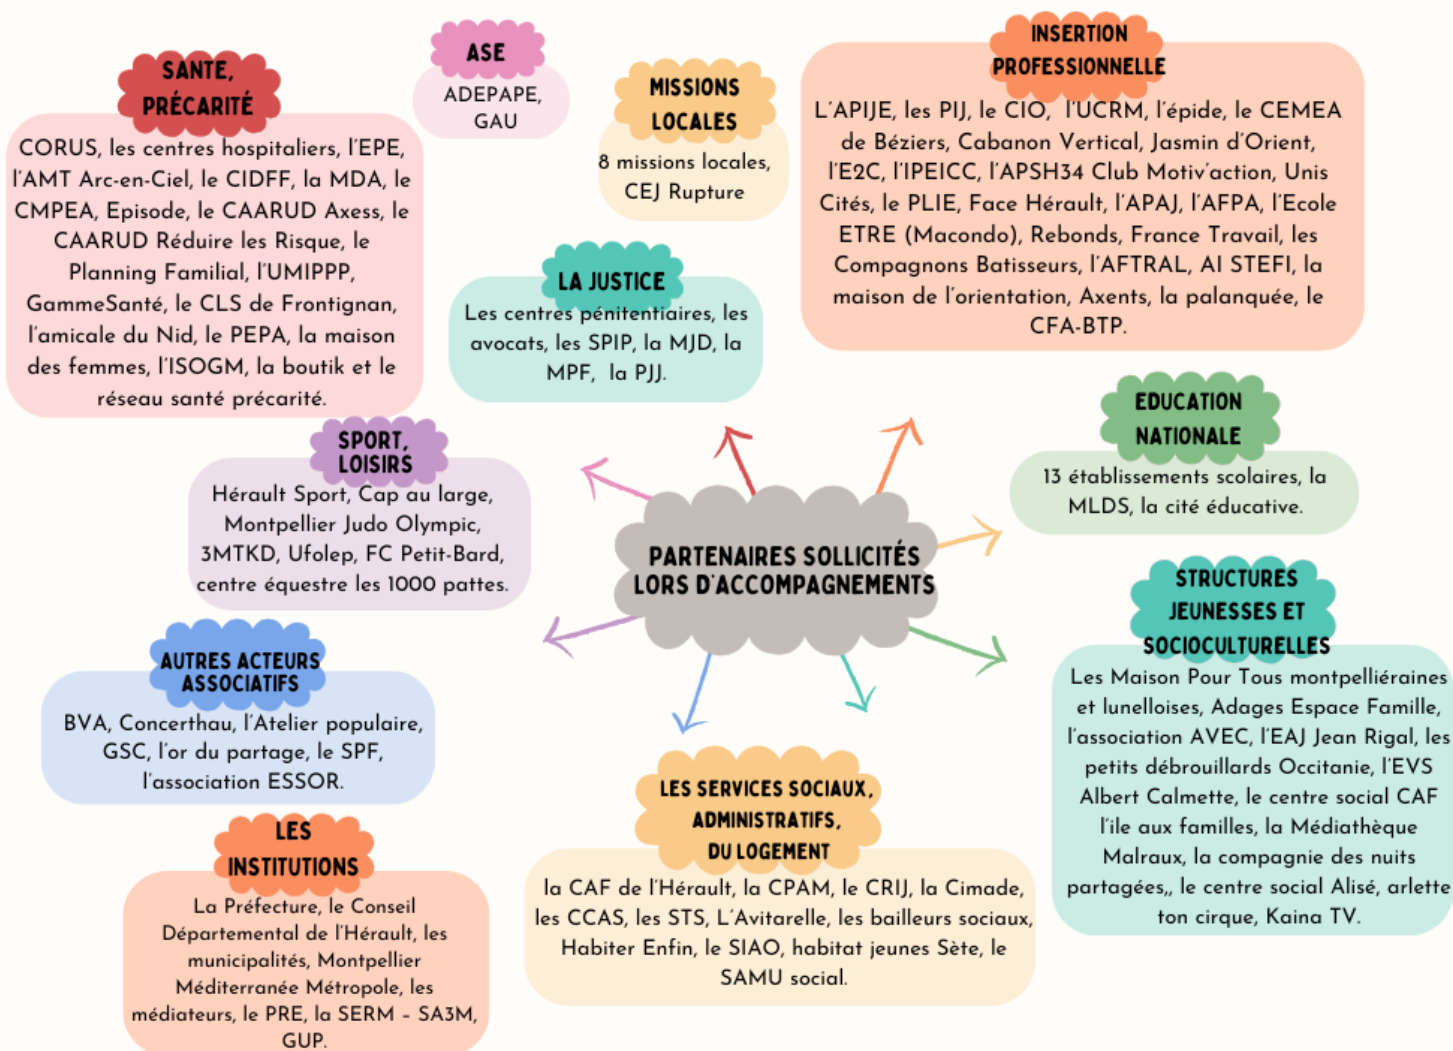 SANTE,
PRÉCARITÉ
CORUS, les centres hospitaliers, l'EPE,
l'AMT Arc-en-Ciel, le CIDFF, la MDA, le
CMPEA, Episode, le CAARUD Axess, le
CAARUD Réduire les Risque, le
Planning Familial, l'UMIPPP,
GammeSanté, le CLS de Frontignan,
l'amicale du Nid, le PEPA, la maison
des femmes, l'ISOGM, la boutik et le
réseau santé précarité.
ASE
ADEPAPE,
GAU
MISSIONS
LOCALES
8 missions locales,
CEJ Rupture
INSERTION
PROFESSIONNELLE
L'APIJE, les PIJ, le CIO, l'UCRM, l'épide, le CEMEA
de Béziers, Cabanon Vertical, Jasmin d'Orient,
l'E2C, l'IPEICC, l'APSH34 Club Motiv'action, Unis
Cités, le PLIE, Face Hérault, l'APAJ, l'AFPA, l'Ecole
ETRE (Macondo), Rebonds, France Travail, les
Compagnons Batisseurs, l'AFTRAL, AI STEFI, la
maison de l'orientation, Axents, la palanquée, le
CFA-BTP.
LA JUSTICE
Les centres pénitentiaires, les
avocats, les SPIP, la MJD, la
MPF, la PJJ.
EDUCATION
NATIONALE
13 établissements scolaires, la
MLDS, la cité éducative.
SPORT,
LOISIRS
Hérault Sport, Cap au large,
Montpellier Judo Olympic,
3MTKD, Ufolep, FC Petit-Bard,
centre équestre les 1000 pattes.
PARTENAIRES SOLLICITÉS
LORS D'ACCOMPAGNEMENTS
STRUCTURES
JEUNESSES ET
SOCIOCULTURELLES
Les Maison Pour Tous montpelliéraines
et lunelloises, Adages Espace Famille,
l'association AVEC, l'EAJ Jean Rigal, les
petits débrouillards Occitanie, l'EVS
Albert Calmette, le centre social CAF
l'ile aux familles, la Médiathèque
Malraux, la compagnie des nuits
partagées,, le centre social Alisé, arlette
ton cirque, Kaina TV.
AUTRES ACTEURS
ASSOCIATIFS
BVA, Concerthau, l'Atelier populaire,
GSC, l'or du partage, le SPF,
l'association ESSOR.
LES SERVICES SOCIAUX,
ADMINISTRATIFS,
DU LOGEMENT
la CAF de l'Hérault, la CPAM, le CRIJ, la Cimade,
les CCAS, les STS, L'Avitarelle, les bailleurs sociaux,
Habiter Enfin, le SIAO, habitat jeunes Sète, le
SAMU social.
LES
INSTITUTIONS
La Préfecture, le Conseil
Départemental de l'Hérault, les
municipalités, Montpellier
Méditerranée Métropole, les
médiateurs, le PRE, la SERM – SA3M,
GUP.